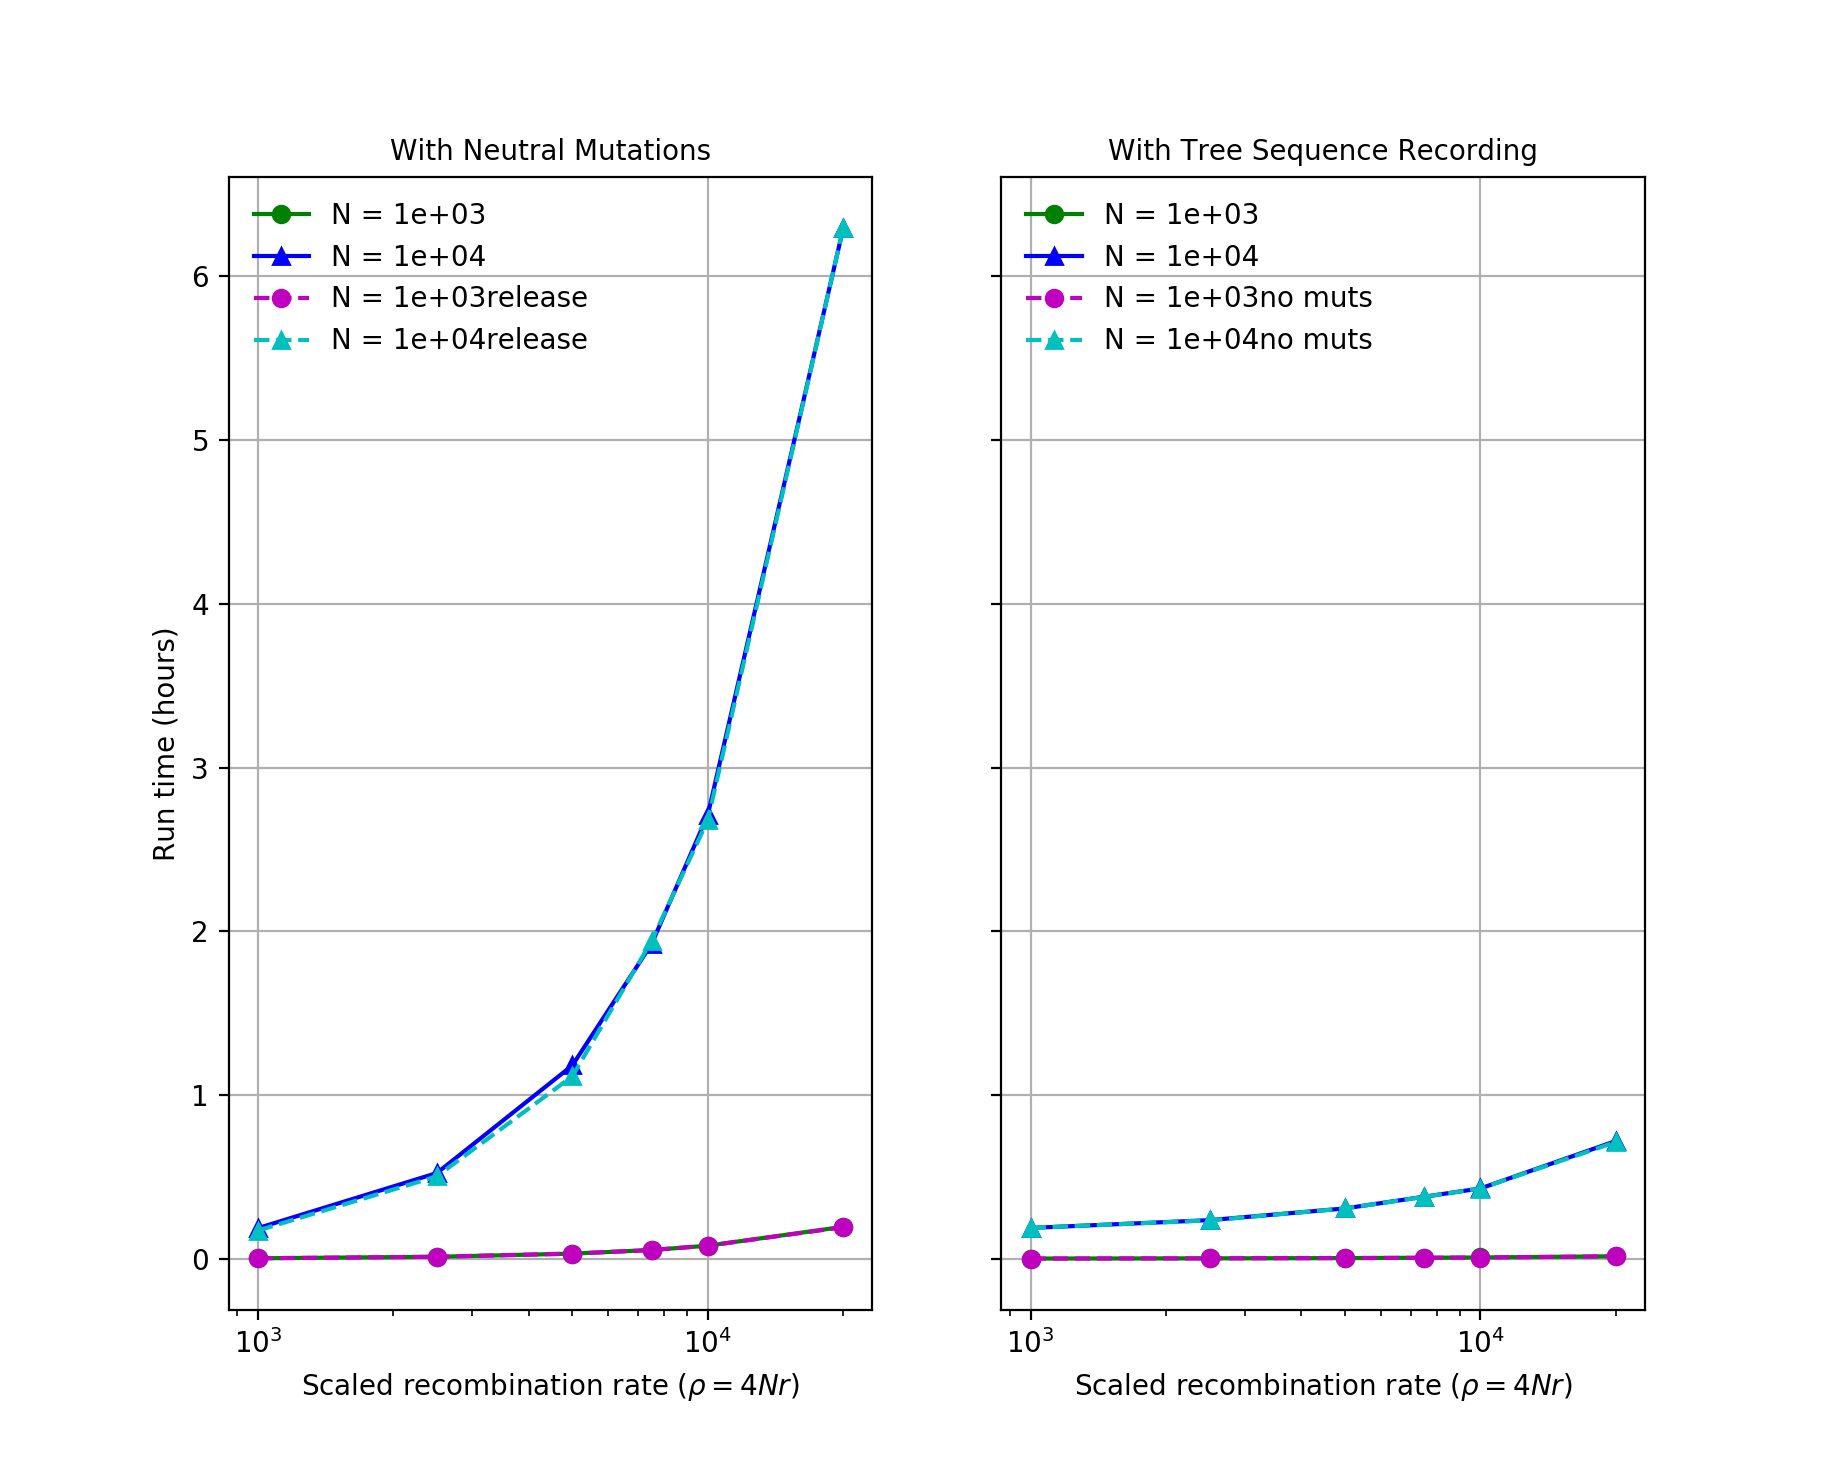 With Neutral Mutations
N = 1e+03
N = 1e+04
N = 1e+03release
N = 1e+04release
6
5
4
3
2
1
0
Run time (hours)
10³
10⁴
Scaled recombination rate (ρ = 4Nr)
With Tree Sequence Recording
N = 1e+03
N = 1e+04
N = 1e+03no muts
N = 1e+04no muts
10³
10⁴
Scaled recombination rate (ρ = 4Nr)